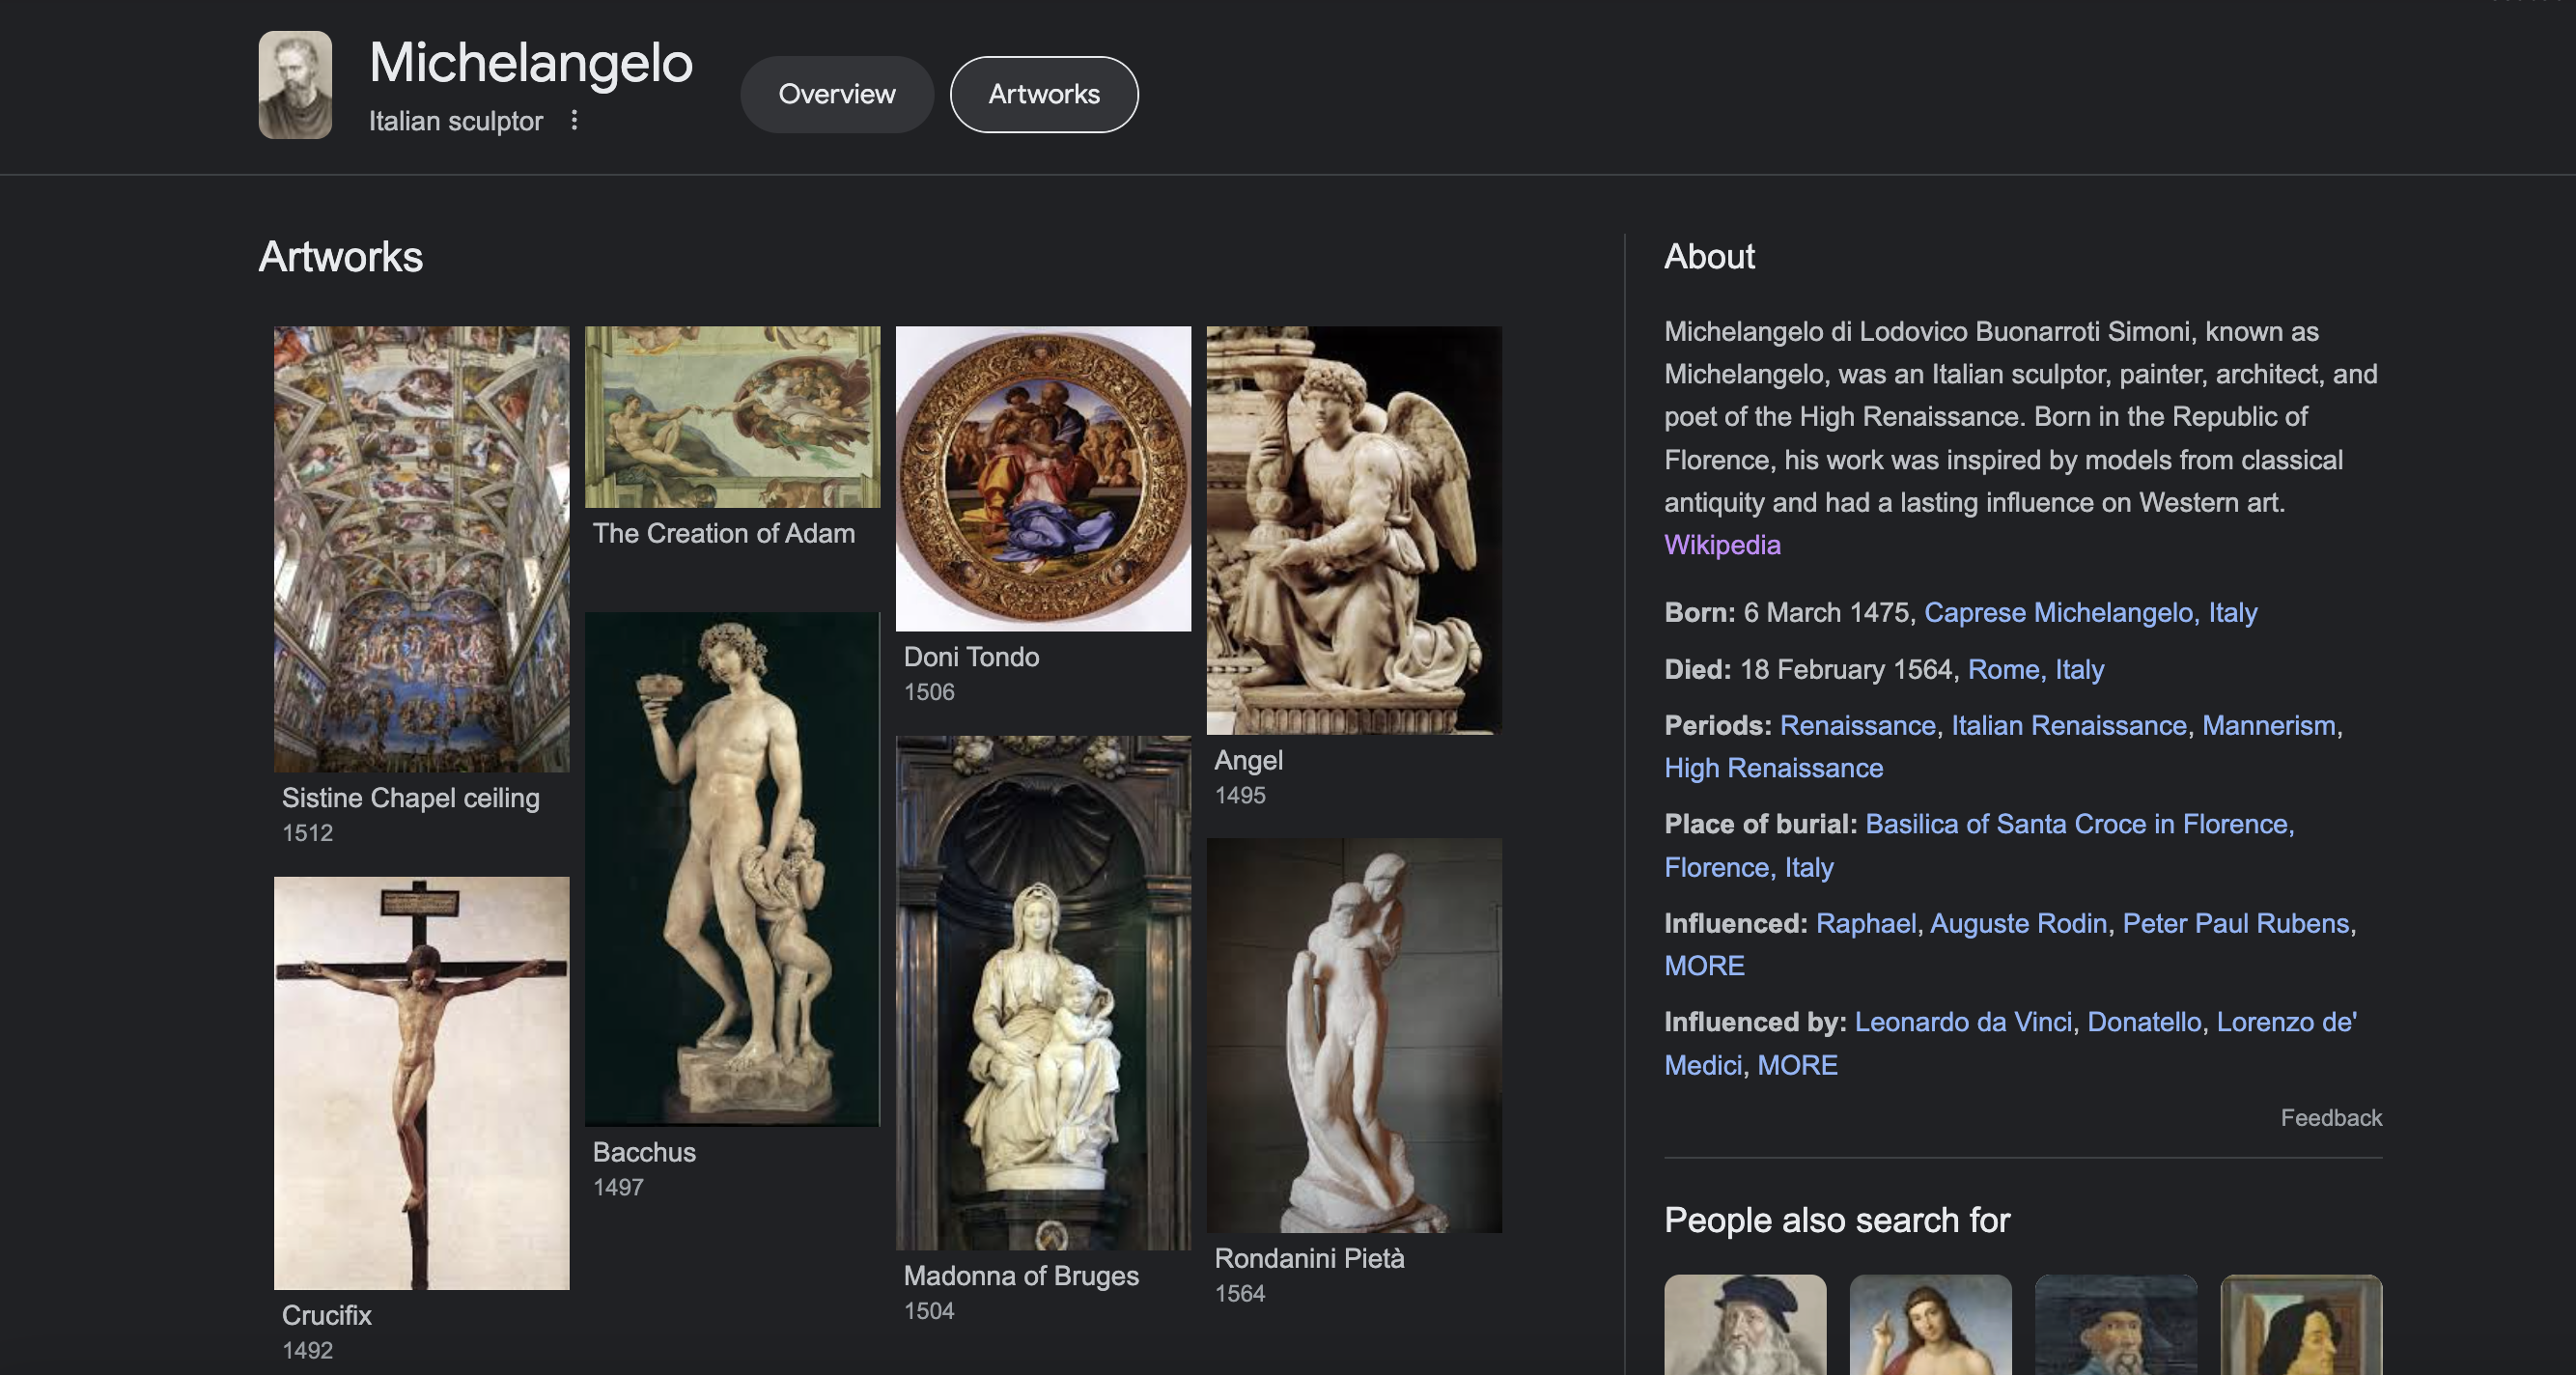 Michelangelo
Italian sculptor
Overview
Artworks
Artworks
Sistine Chapel ceiling
1512
The Creation of Adam
Doni Tondo
1506
Angel
1495
Crucifix
1492
Bacchus
1497
Madonna of Bruges
1504
Rondanini Pietà
1564
About
Michelangelo di Lodovico Buonarroti Simoni, known as
Michelangelo, was an Italian sculptor, painter, architect, and
poet of the High Renaissance. Born in the Republic of
Florence, his work was inspired by models from classical
antiquity and had a lasting influence on Western art.
Wikipedia
Born: 6 March 1475, Caprese Michelangelo, Italy
Died: 18 February 1564, Rome, Italy
Periods: Renaissance, Italian Renaissance, Mannerism,
High Renaissance
Place of burial: Basilica of Santa Croce in Florence,
Florence, Italy
Influenced: Raphael, Auguste Rodin, Peter Paul Rubens,
MORE
Influenced by: Leonardo da Vinci, Donatello, Lorenzo de'
Medici, MORE
Feedback
People also search for